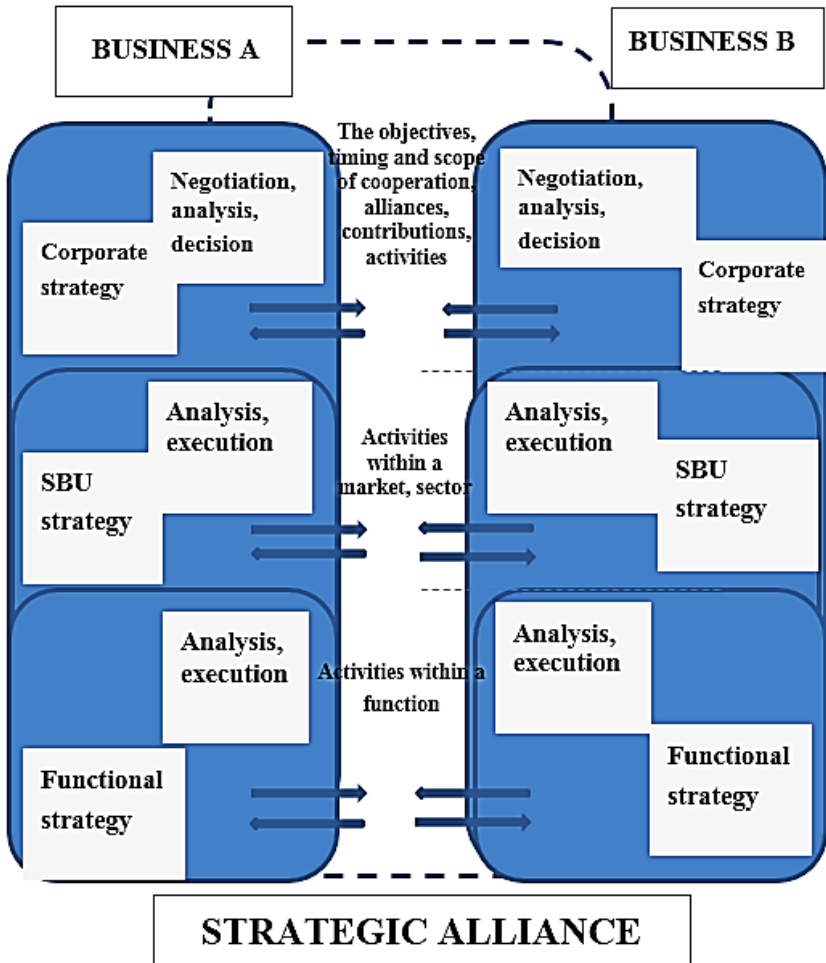 BUSINESS A
BUSINESS B
The objectives,
timing and scope
of cooperation,
alliances,
contributions,
activities
Negotiation,
analysis,
decision
Corporate
strategy
Negotiation,
analysis,
decision
Corporate
strategy
Analysis,
execution
SBU
strategy
Activities
within a
market, sector
Analysis,
execution
SBU
strategy
Analysis,
execution
Functional
strategy
Activities within a
function
Analysis,
execution
Functional
strategy
STRATEGIC ALLIANCE